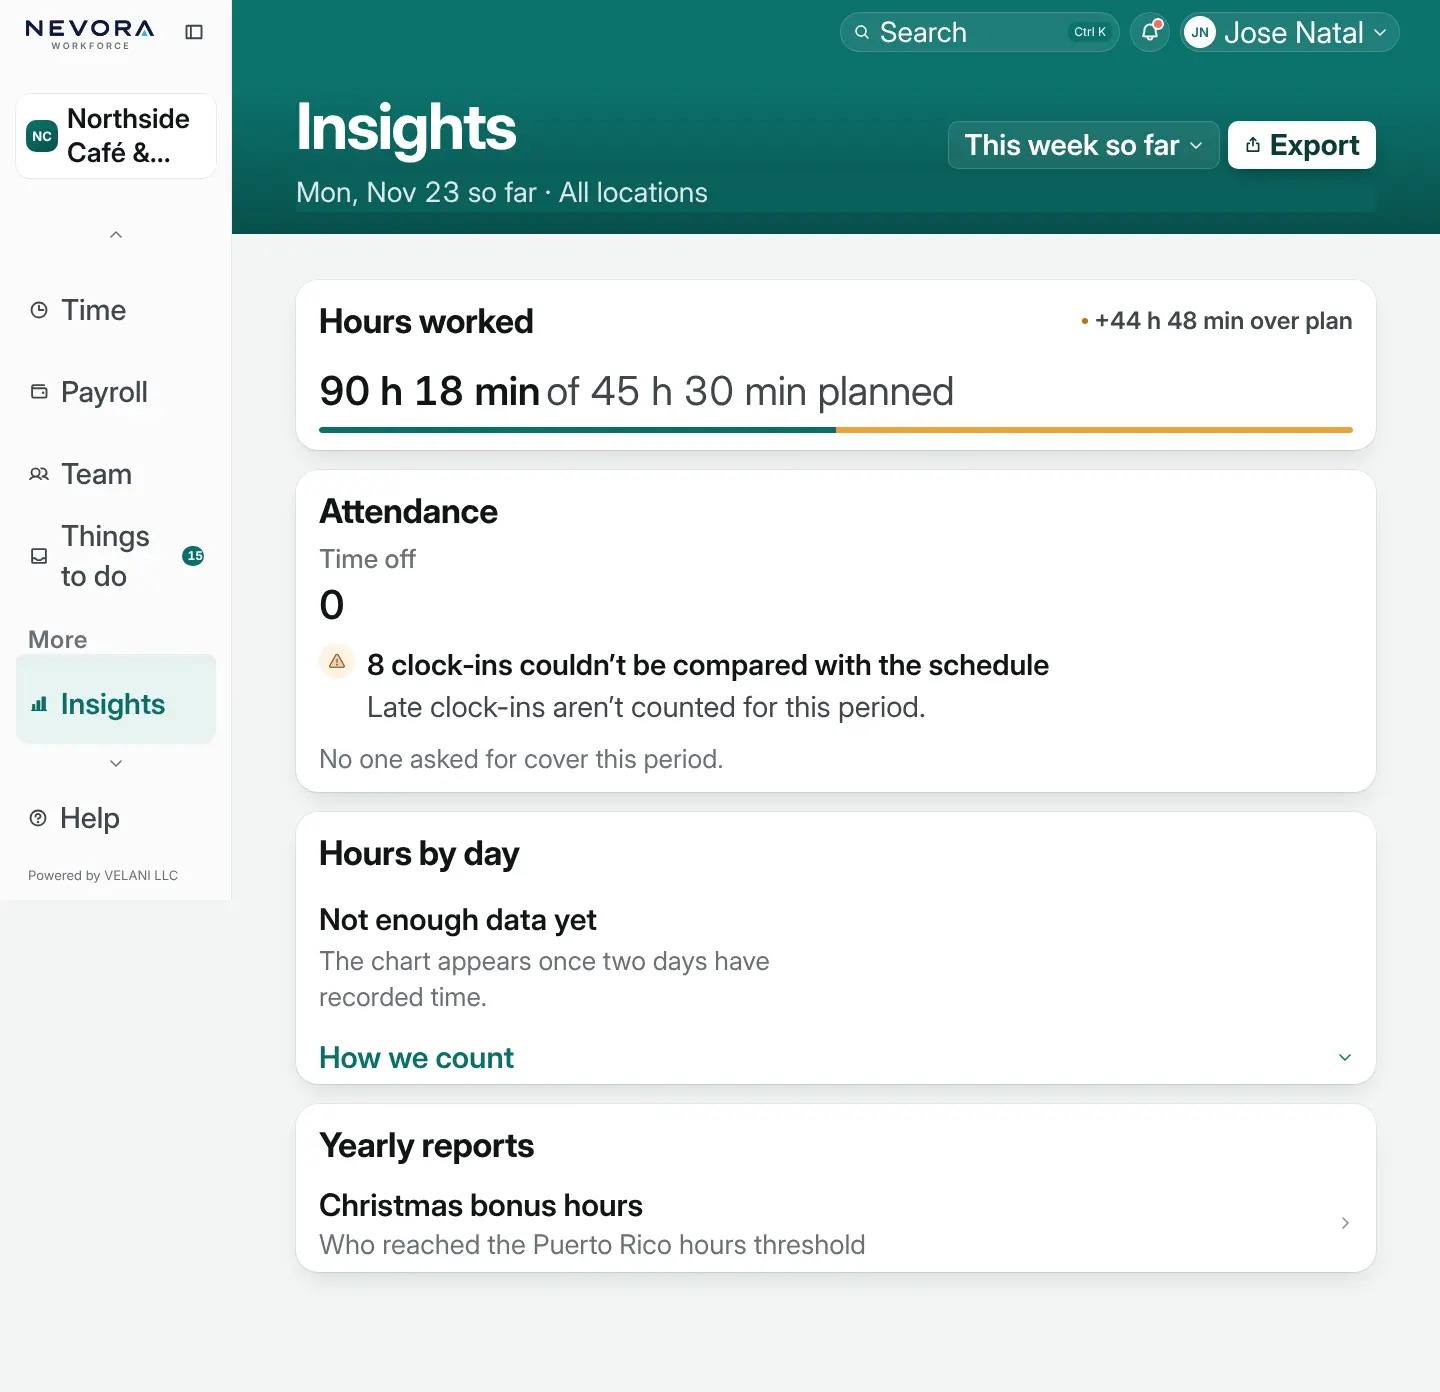 NEVORA
WORKFORCE
Northside
Café &...
Time
Payroll
Team
Things
to do
15
More
Insights
Help
Powered by VELANI LLC
Search
Ctrl K
JN
Jose Natal
NC
Insights
Mon, Nov 23 so far · All locations
This week so far
Export
Hours worked
+44 h 48 min over plan
90 h 18 min of 45 h 30 min planned
Attendance
Time off
0
8 clock-ins couldn’t be compared with the schedule
Late clock-ins aren’t counted for this period.
No one asked for cover this period.
Hours by day
Not enough data yet
The chart appears once two days have
recorded time.
How we count
Yearly reports
Christmas bonus hours
Who reached the Puerto Rico hours threshold